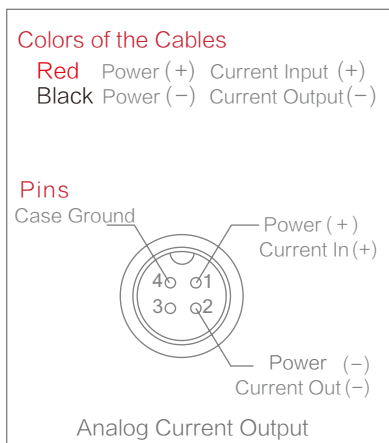 Colors of the Cables
Red Power (+) Current Input (+)
Black Power (−) Current Output (−)
Pins
Case Ground
Power (+)
Current In (+)
4 1
3 2
Power (−)
Current Out (−)
Analog Current Output